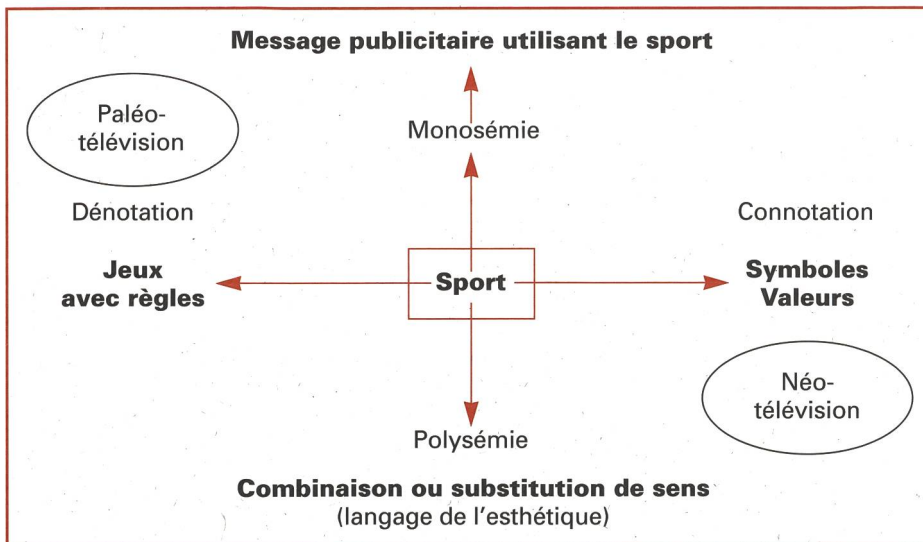 Message publicitaire utilisant le sport
Paléo-
télévision
Monosémie
Dénotation
Connotation
Jeux
avec règles
Sport
Symboles
Valeurs
Néo-
télévision
Polysémie
Combinaison ou substitution de sens
(langage de l'esthétique)